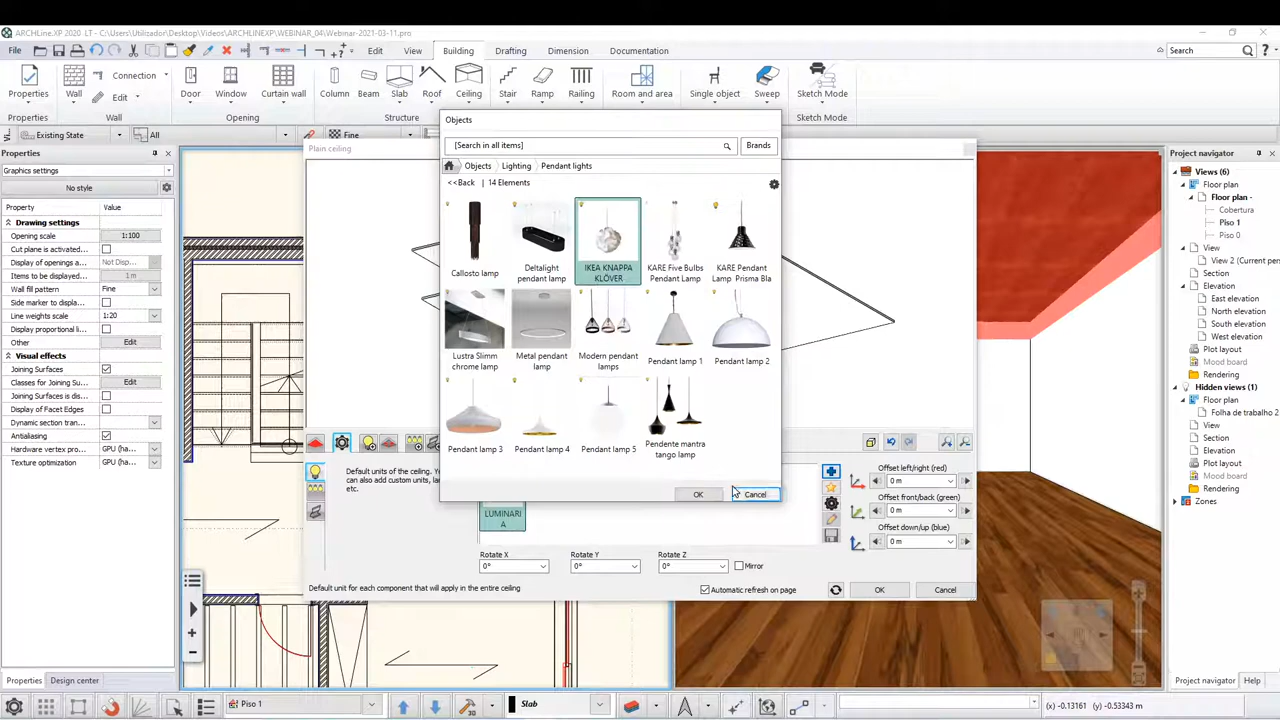 ARCHLine.XP 2020 LT - C:\Users\Utilizador\Desktop\Videos\ARCHLINEXP\WEBINAR_04\Webinar-2021-03-11.pro
File
Edit
View
Building
Drafting
Dimension
Documentation
Search
Properties
Wall
Connection
Edit
Door
Window
Curtain wall
Column
Beam
Slab
Roof
Ceiling
Stair
Ramp
Railing
Room and area
Single object
Sweep
Sketch Mode
Properties
Wall
Opening
Structure
Sketch Mode
Existing State
All
Fine
Properties
Graphics settings
No style
Property
Value
Drawing settings
Opening scale
1:100
Cut plane is activated...
Display of openings a...
Not Disp...
Items to be displayed...
1 m
Wall fill pattern
Fine
Side marker to displa...
Line weights scale
1:20
Display proportional li...
Other
Edit
Visual effects
Joining Surfaces
Classes for Joining Su...
Edit
Joining Surfaces is di...
Display of Facet Edges
Dynamic section tran...
Antialiasing
Hardware vertex pro...
GPU (ha...
Texture optimization
GPU (ha...
Properties
Design center
Plain ceiling
Objects
[Search in all items]
Brands
Objects
Lighting
Pendant lights
<<Back
14 Elements
Callosto lamp
Deltalight pendant lamp
IKEA KNAPPA KLÖVER
KARE Five Bulbs Pendant Lamp
KARE Pendant Lamp Prisma Bla
Lustra Slimm chrome lamp
Metal pendant lamp
Modern pendant lamps
Pendant lamp 1
Pendant lamp 2
Pendant lamp 3
Pendant lamp 4
Pendant lamp 5
Pendente mantra tango lamp
OK
Cancel
Default units of the ceiling. Y
can also add custom units, la
etc.
LUMINÁRI
A
Offset left/right (red)
0 m
Offset front/back (green)
0 m
Offset down/up (blue)
0 m
Rotate X
Rotate Y
Rotate Z
0°
0°
0°
Mirror
Default unit for each component that will apply in the entire ceiling
Automatic refresh on page
OK
Cancel
Project navigator
Views (6)
Floor plan
Floor plan -
Cobertura
Piso 1
Piso 0
View
View 2 (Current pers
Section
Elevation
East elevation
North elevation
South elevation
West elevation
Plot layout
Mood board
Rendering
Hidden views (1)
Floor plan
Folha de trabalho 2
View
Section
Elevation
Plot layout
Mood board
Rendering
Zones
Project navigator
Help
Piso 1
Slab
(x) -0.13161 (y) -0.53343 m